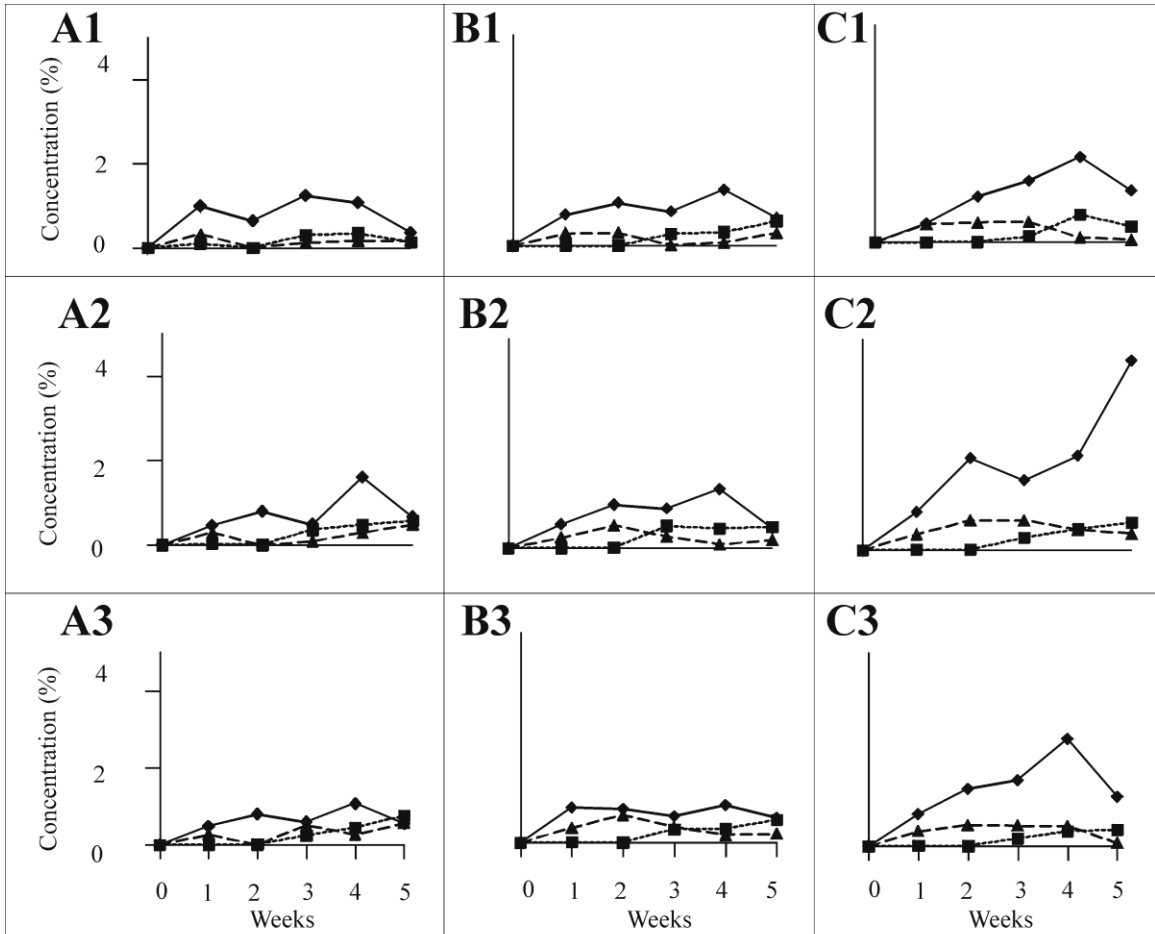 A1
B1
C1
Concentration (%)
4
2
0
A2
B2
C2
Concentration (%)
4
2
0
A3
B3
C3
Concentration (%)
4
2
0
0 1 2 3 4 5
0 1 2 3 4 5
0 1 2 3 4 5
Weeks
Weeks
Weeks